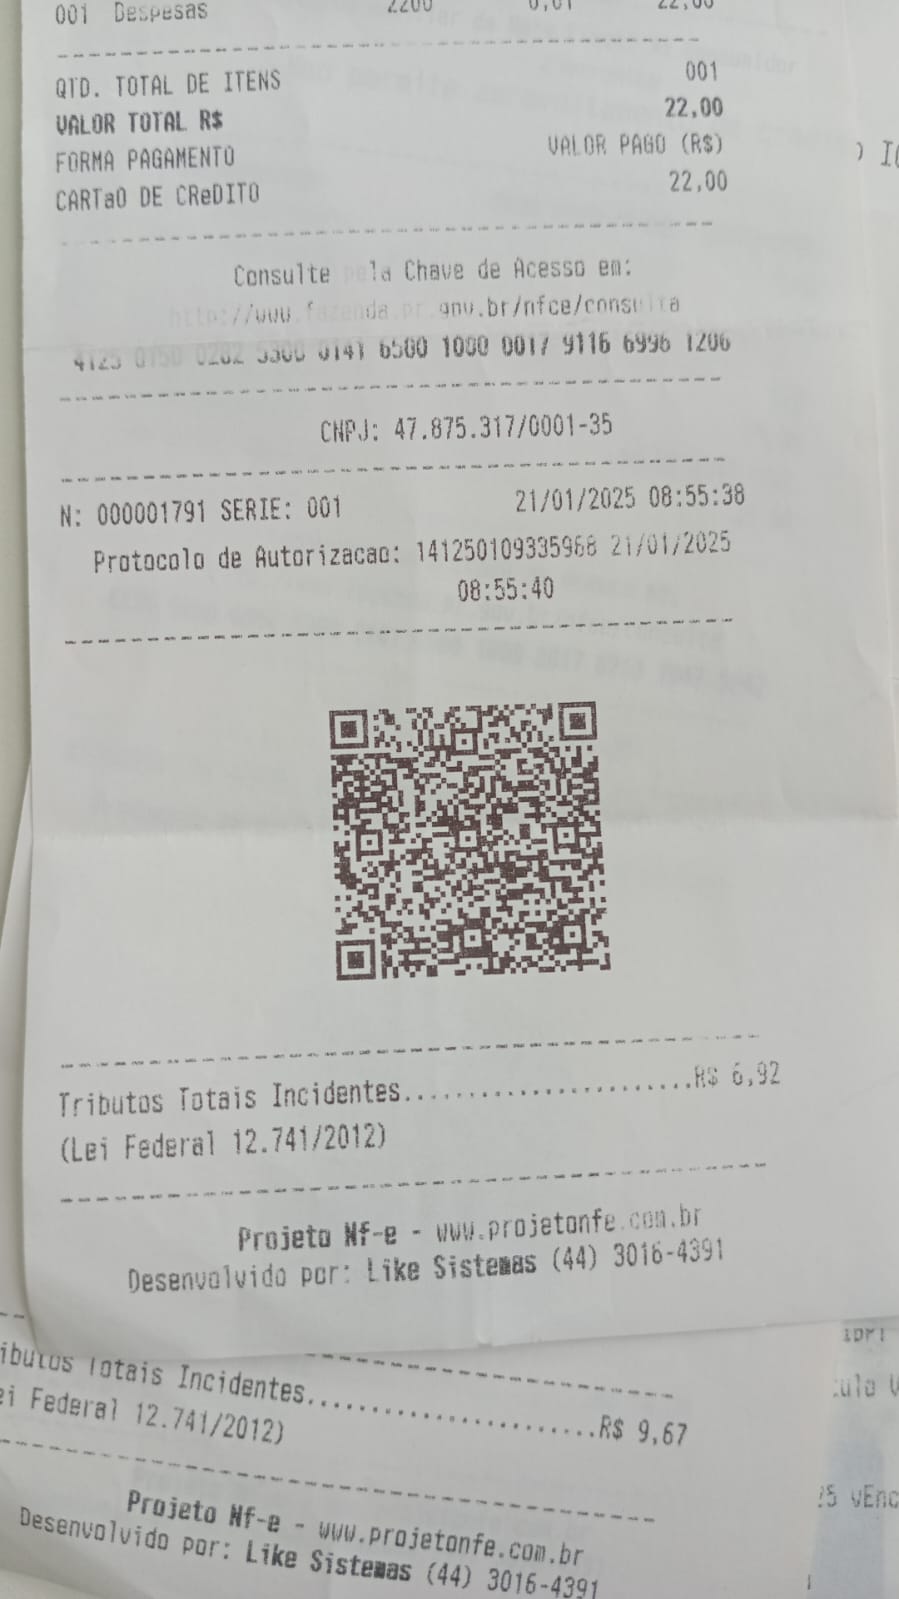 001 Despesas 2200 0,01 22,00
QTD. TOTAL DE ITENS 001
VALOR TOTAL R$ 22,00
FORMA PAGAMENTO VALOR PAGO (R$)
CARTaO DE CReDITO 22,00
Consulte pela Chave de Acesso em:
http://www.fazenda.pr.gov.br/nfce/consulta
4125 0150 0282 5300 0141 6500 1000 0017 9116 6996 1206
CNPJ: 47.875.317/0001-35
N: 000001791 SERIE: 001 21/01/2025 08:55:38
Protocolo de Autorizacao: 141250109335968 21/01/2025
08:55:40
Tributos Totais Incidentes........................R$ 6,92
(Lei Federal 12.741/2012)
Projeto Nf-e - www.projetonfe.com.br
Desenvolvido por: Like Sistemas (44) 3016-4391
ibutos Totais Incidentes........................R$ 9,67
ei Federal 12.741/2012)
Projeto Nf-e - www.projetonfe.com.br
Desenvolvido por: Like Sistemas (44) 3016-4391